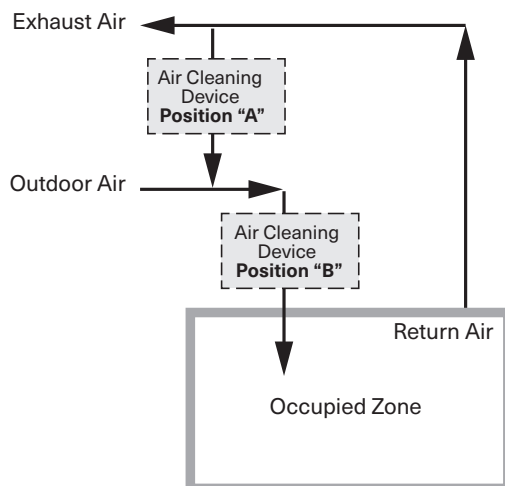 Exhaust Air
Air Cleaning
Device
Position “A”
Outdoor Air
Air Cleaning
Device
Position “B”
Return Air
Occupied Zone